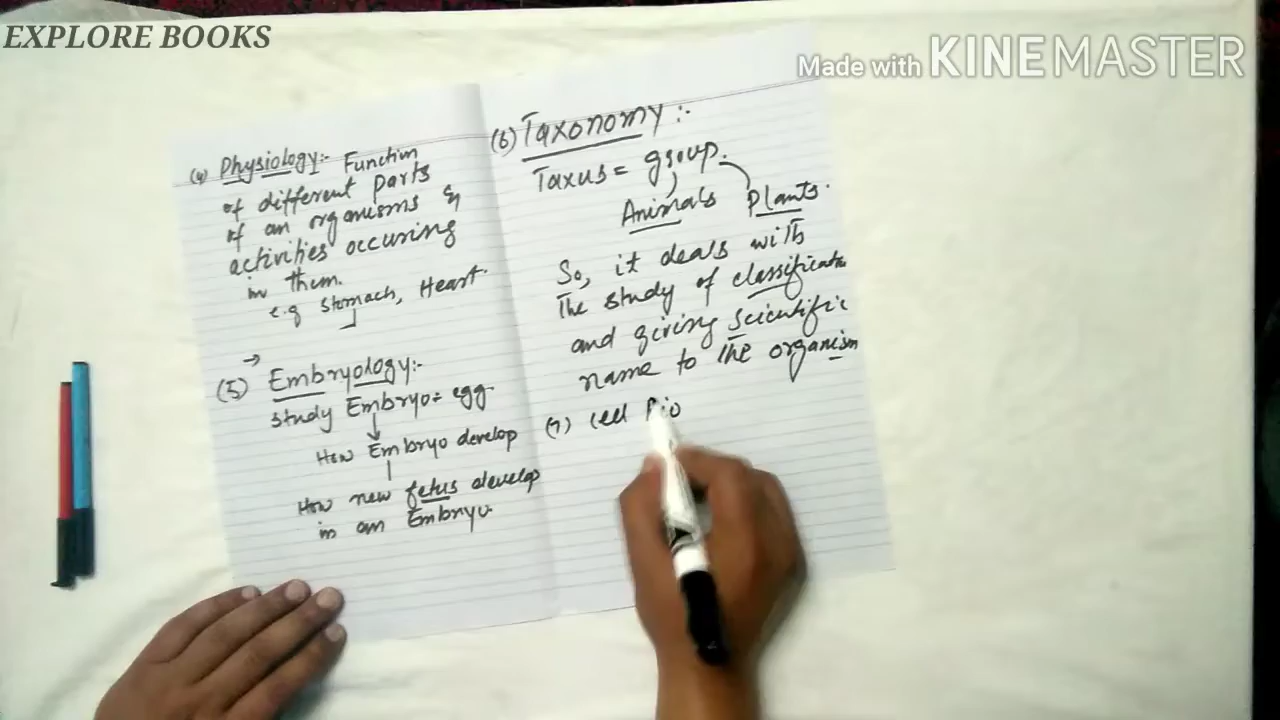 EXPLORE BOOKS
Made with KINEMASTER
(4) Physiology:- Function
of different parts
of an organisms &
activities occuring
in them.
e.g stomach, Heart.
→
(5) Embryology:-
study Embryo = egg.
How Embryo develop
How new fetus develop
in an Embryo.
(6) Taxonomy:-
Taxus = group.
Animals Plants.
So, it deals with
The study of classificatn
and giving scientific
name to the organism
(7) cell Bio